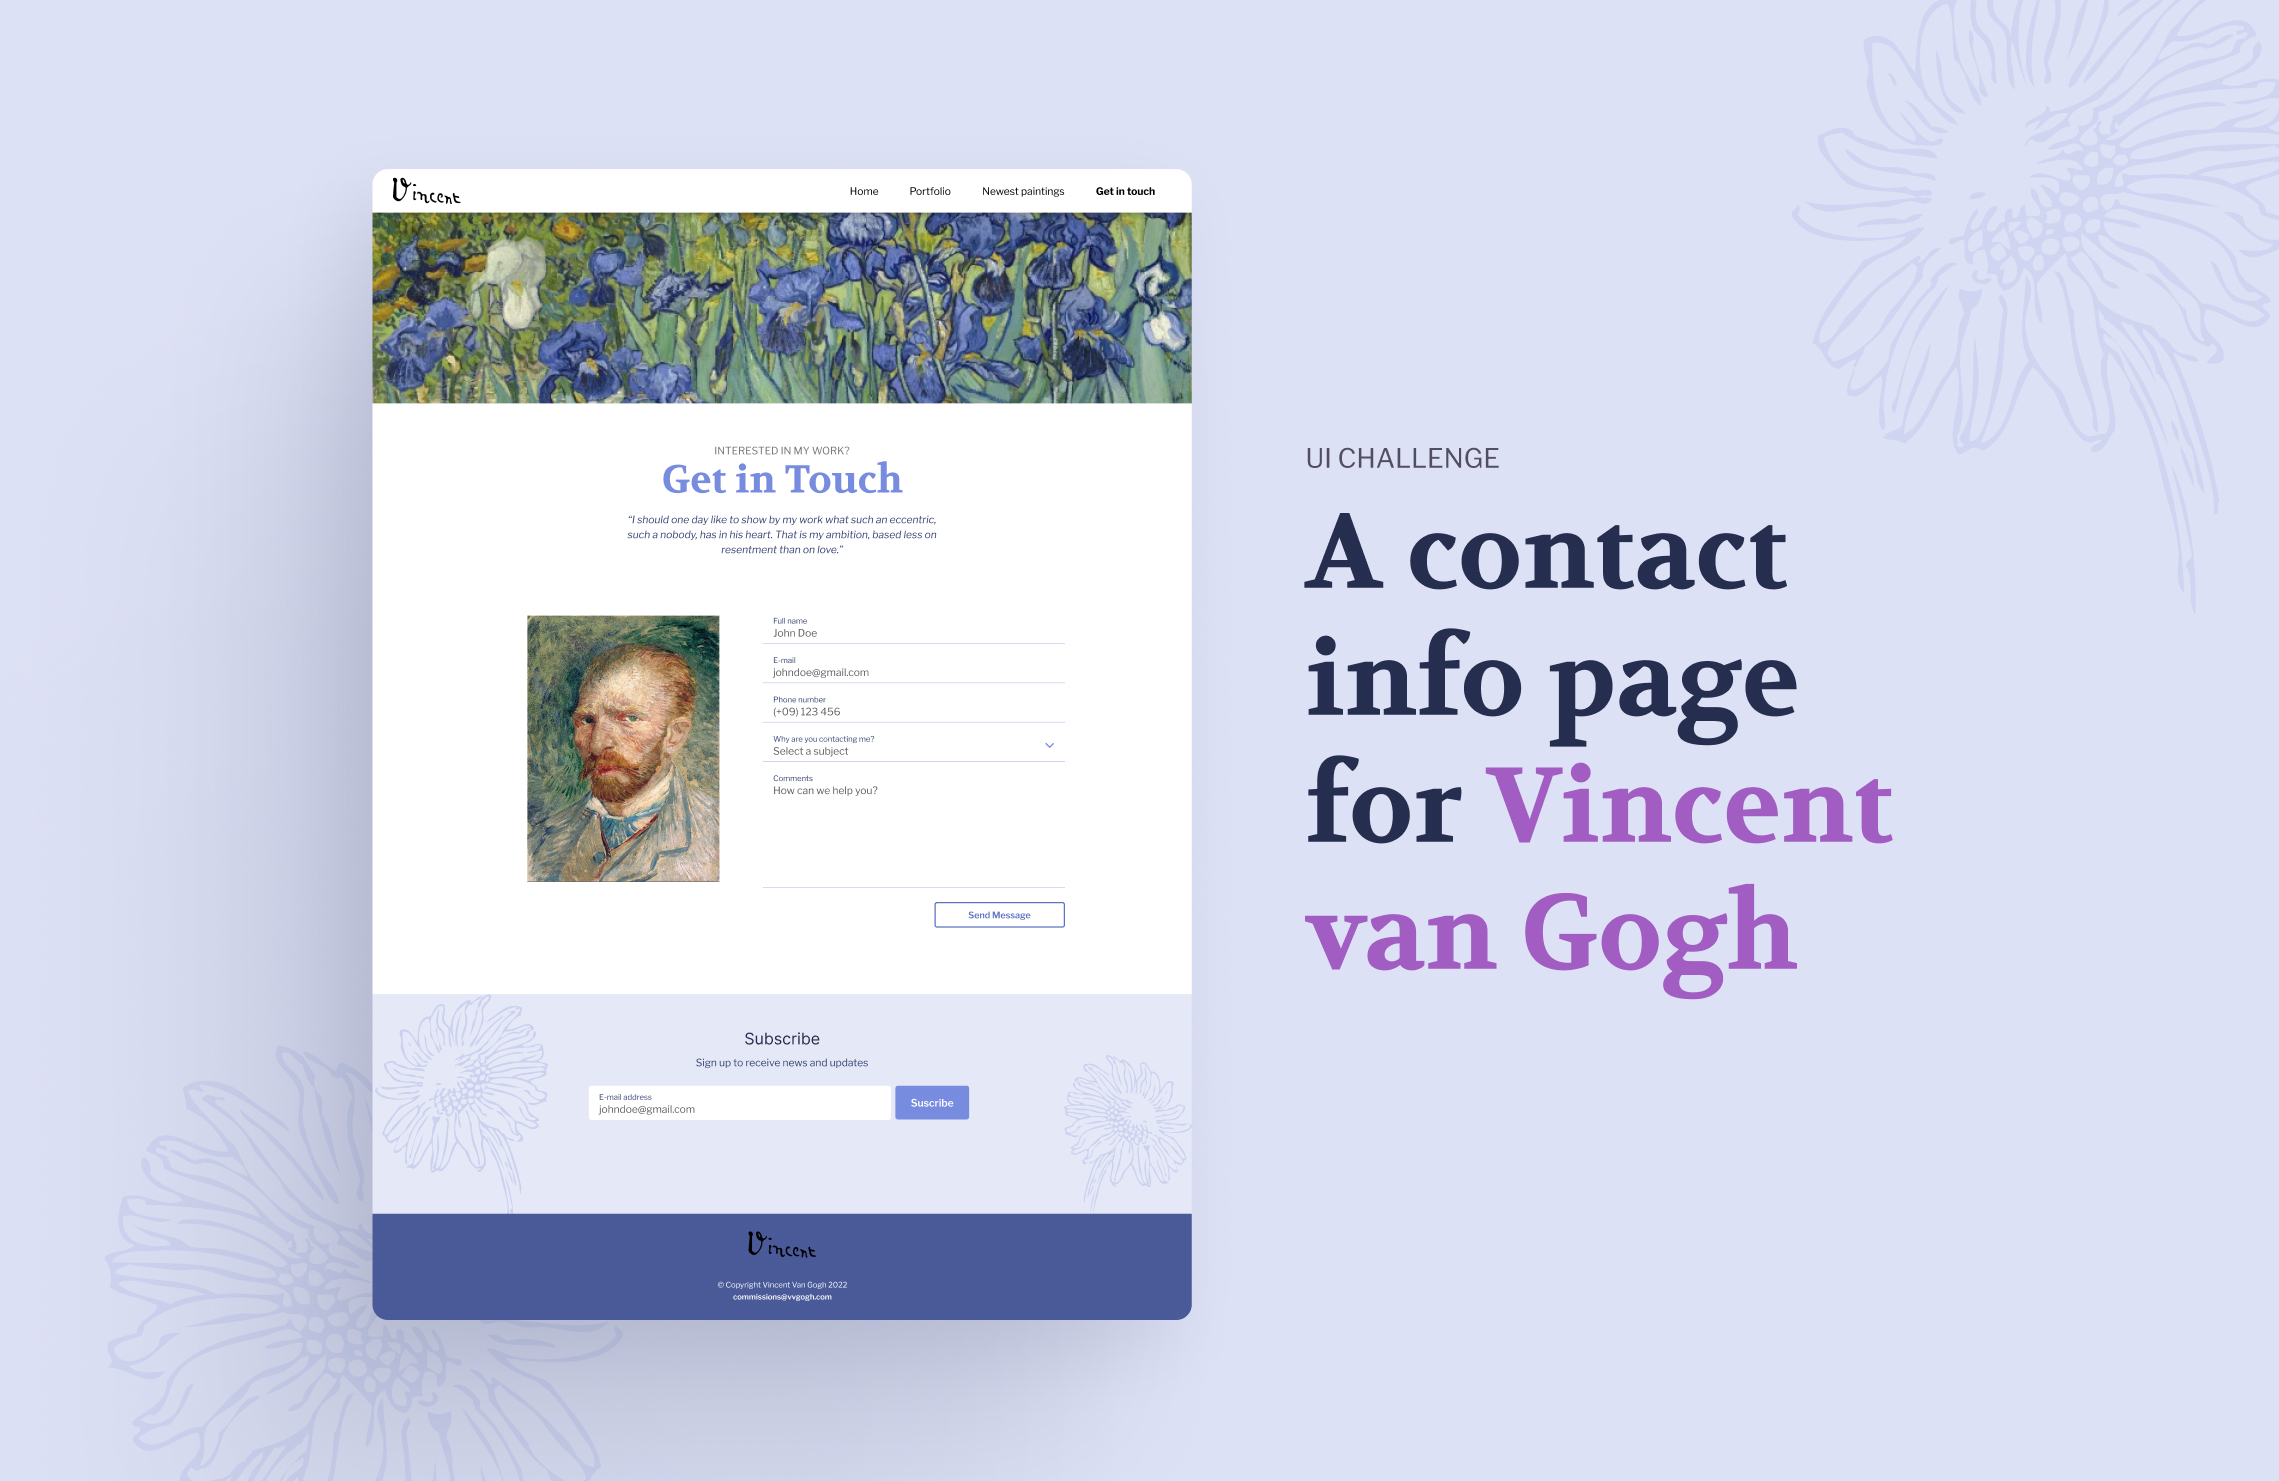 Vincent
Home Portfolio Newest paintings Get in touch
INTERESTED IN MY WORK?
Get in Touch
“I should one day like to show by my work what such an eccentric,
such a nobody, has in his heart. That is my ambition, based less on
resentment than on love.”
Full name
John Doe
E-mail
johndoe@gmail.com
Phone number
(+09) 123 456
Why are you contacting me?
Select a subject
Comments
How can we help you?
Send Message
Subscribe
Sign up to receive news and updates
E-mail address
johndoe@gmail.com
Suscribe
Vincent
© Copyright Vincent Van Gogh 2022
commissions@vvgogh.com
UI CHALLENGE
A contact
info page
for Vincent
van Gogh